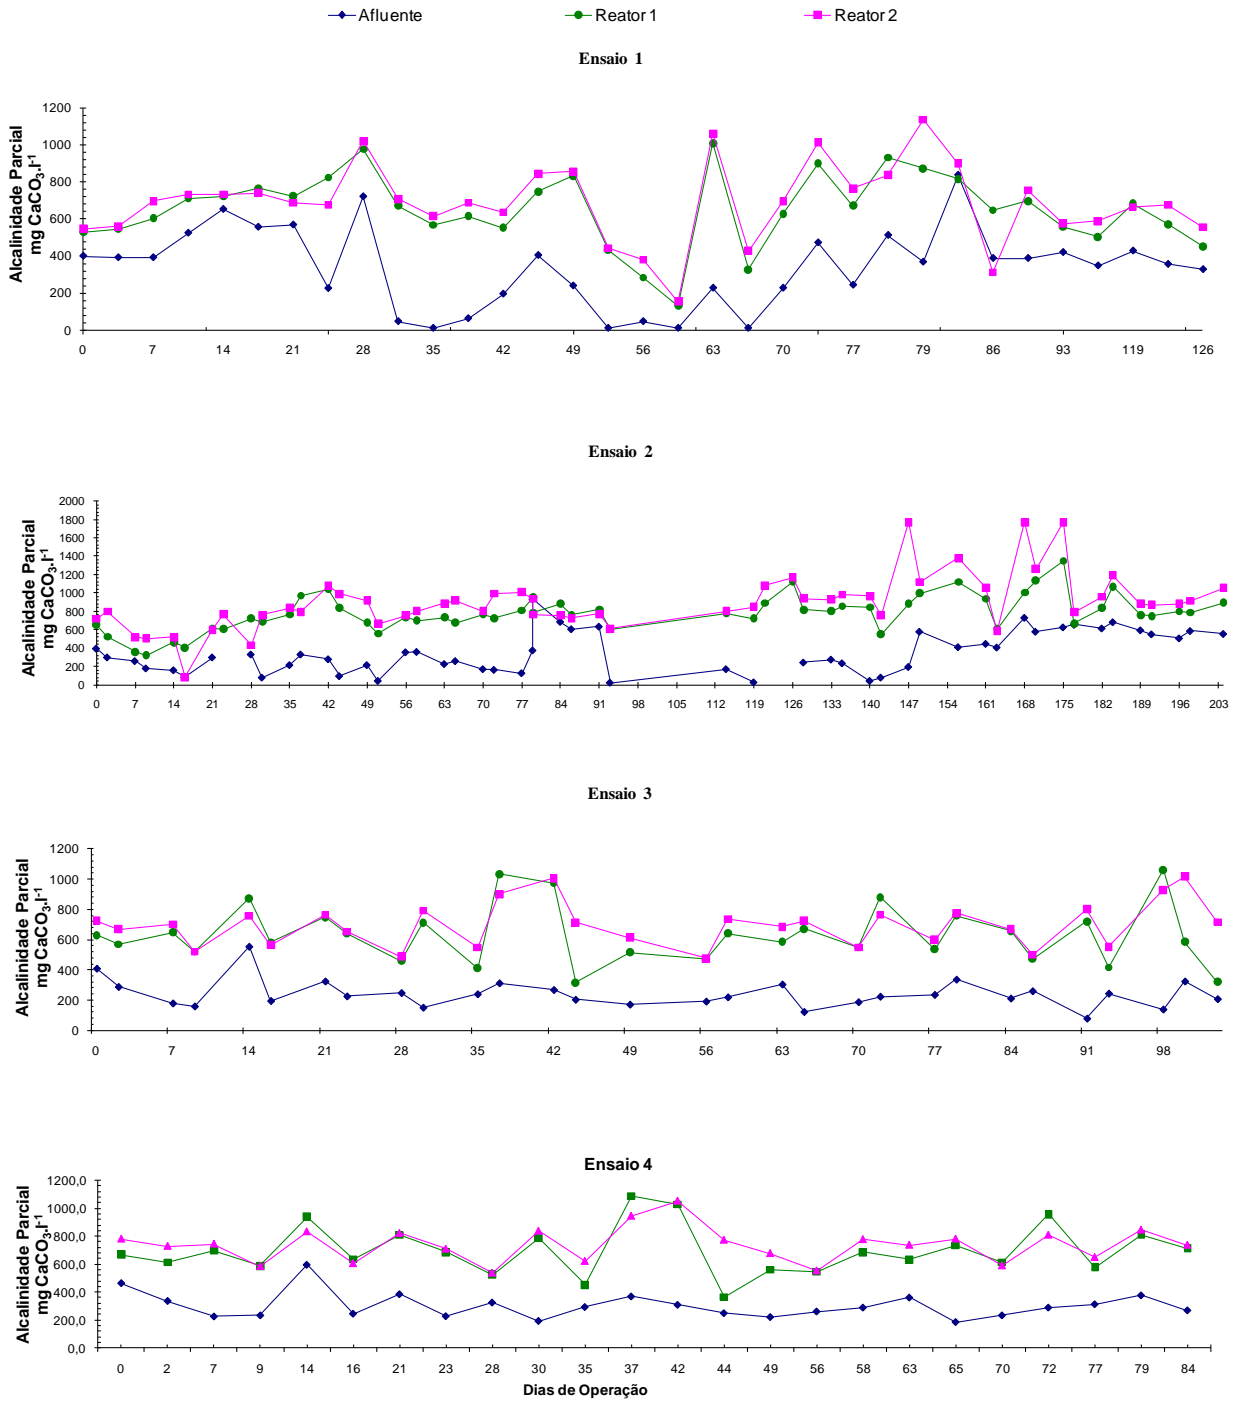 Afluente Reator 1 Reator 2
Ensaio 1
Alcalinidade Parcial
mg CaCO3.l-1
1200
1000
800
600
400
200
0
0 7 14 21 28 35 42 49 56 63 70 77 79 86 93 119 126
Ensaio 2
Alcalinidade Parcial
mg CaCO3.l-1
2000
1800
1600
1400
1200
1000
800
600
400
200
0
0 7 14 21 28 35 42 49 56 63 70 77 84 91 98 105 112 119 126 133 140 147 154 161 168 175 182 189 196 203
Ensaio 3
Alcalinidade Parcial
mg CaCO3.l-1
1200
1000
800
600
400
200
0
0 7 14 21 28 35 42 49 56 63 70 77 84 91 98
Ensaio 4
Alcalinidade Parcial
mg CaCO3.l-1
1200,0
1000,0
800,0
600,0
400,0
200,0
0,0
0 2 7 9 14 16 21 23 28 30 35 37 42 44 49 56 58 63 65 70 72 77 79 84
Dias de Operação